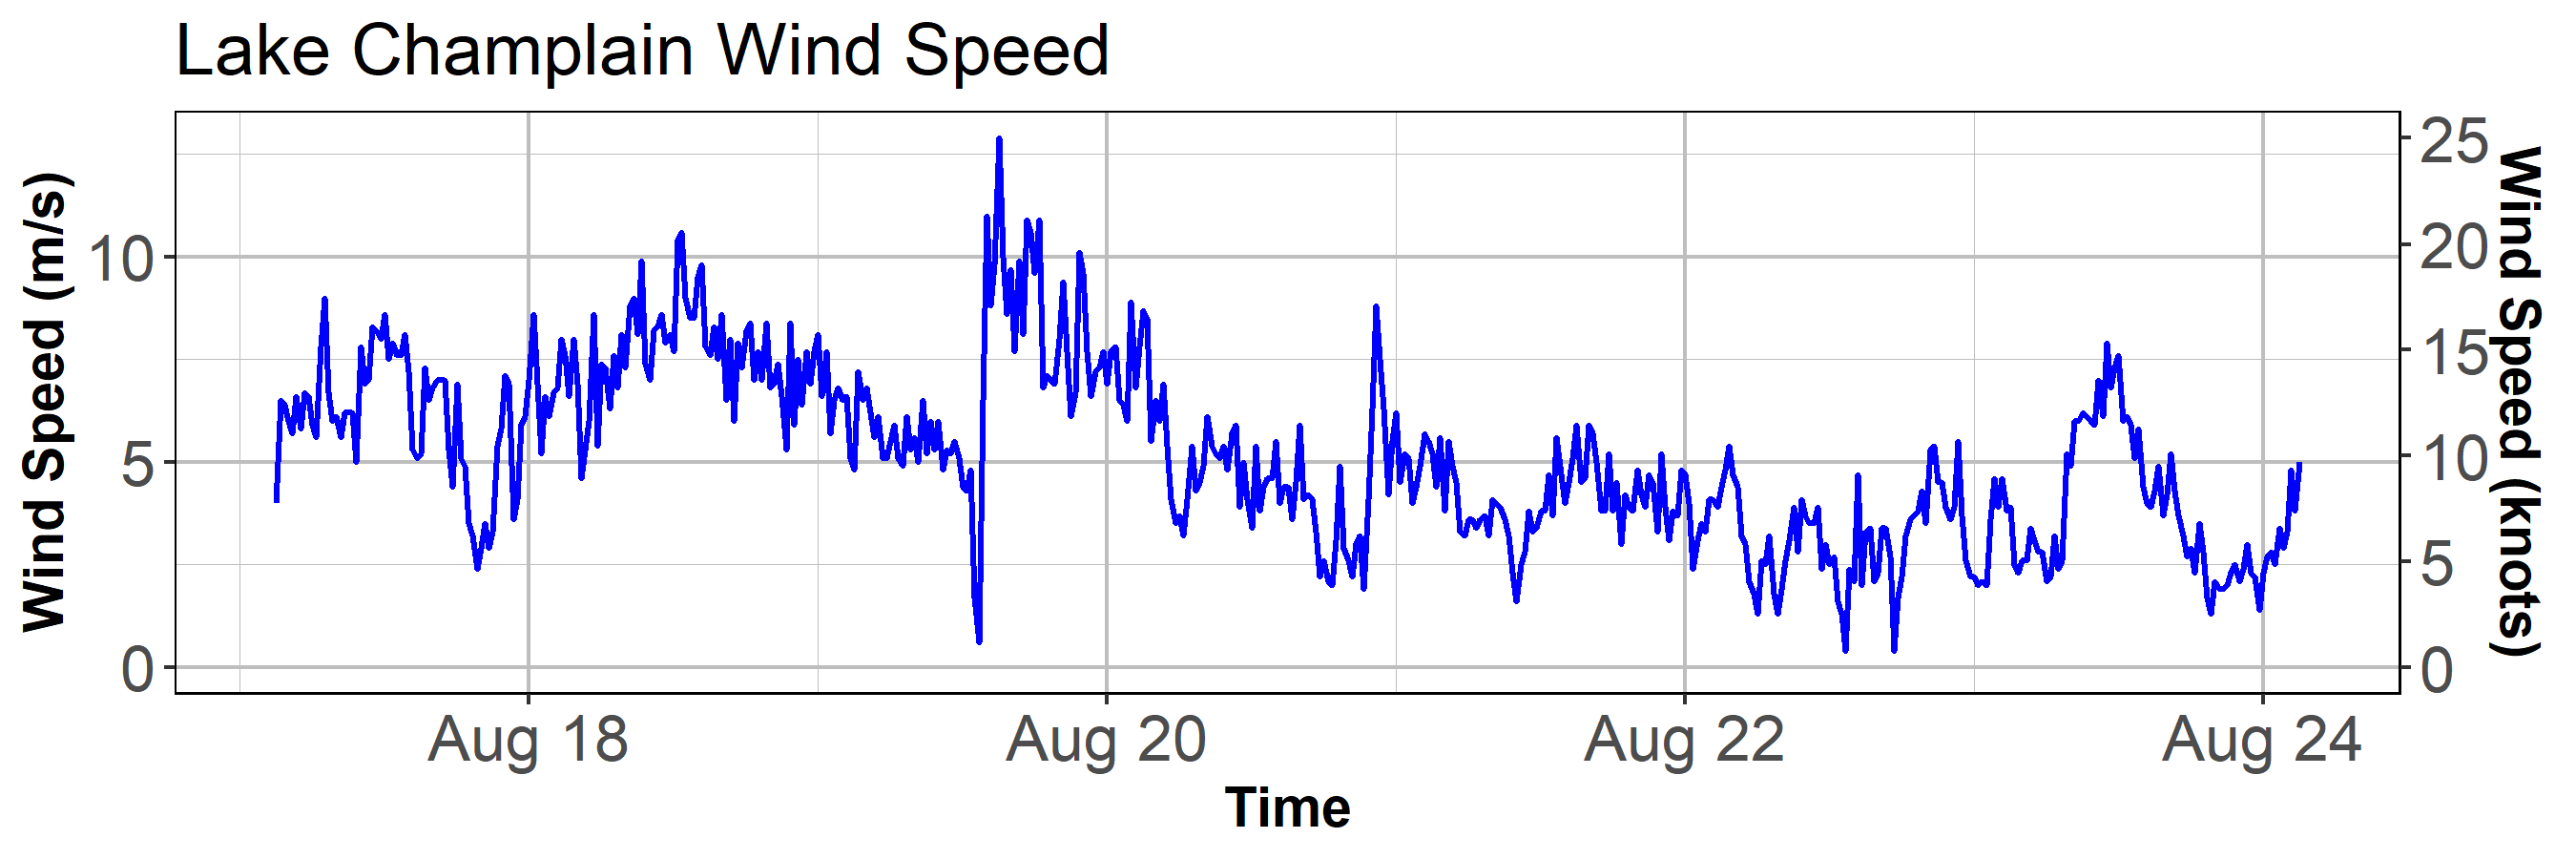 Lake Champlain Wind Speed
Wind Speed (m/s)
10
5
0
25
20
15
10
5
0
Wind Speed (knots)
Aug 18
Aug 20
Aug 22
Aug 24
Time